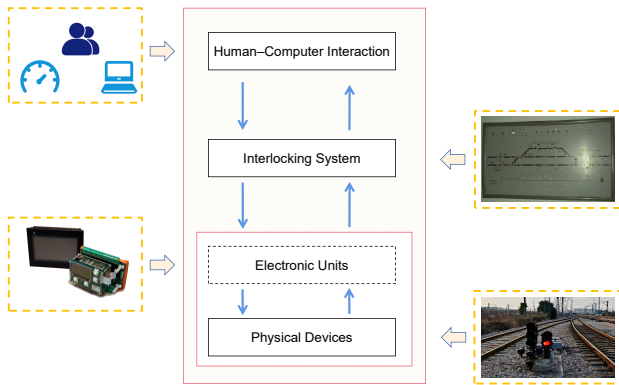 Human–Computer Interaction
Interlocking System
Electronic Units
Physical Devices